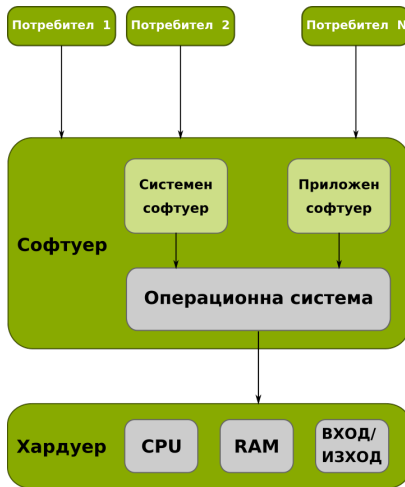 Потребител 1
Потребител 2
Потребител N
Системен
софтуер
Приложен
софтуер
Софтуер
Операционна система
Хардуер
CPU
RAM
ВХОД/
ИЗХОД